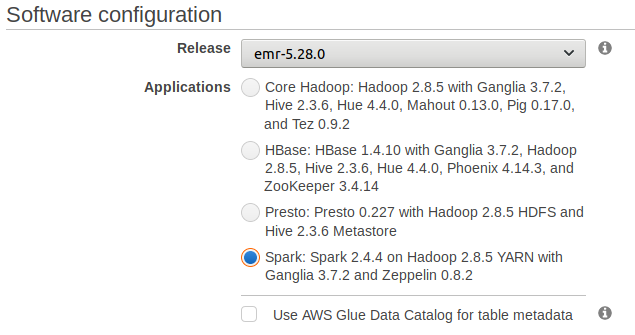 Software configuration
Release emr-5.28.0
Applications Core Hadoop: Hadoop 2.8.5 with Ganglia 3.7.2,
Hive 2.3.6, Hue 4.4.0, Mahout 0.13.0, Pig 0.17.0,
and Tez 0.9.2
HBase: HBase 1.4.10 with Ganglia 3.7.2, Hadoop
2.8.5, Hive 2.3.6, Hue 4.4.0, Phoenix 4.14.3, and
ZooKeeper 3.4.14
Presto: Presto 0.227 with Hadoop 2.8.5 HDFS and
Hive 2.3.6 Metastore
Spark: Spark 2.4.4 on Hadoop 2.8.5 YARN with
Ganglia 3.7.2 and Zeppelin 0.8.2
Use AWS Glue Data Catalog for table metadata